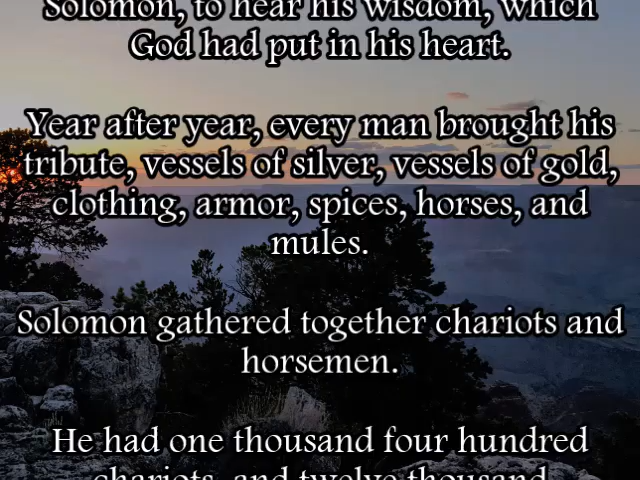 Solomon, to hear his wisdom, which
God had put in his heart.
Year after year, every man brought his
tribute, vessels of silver, vessels of gold,
clothing, armor, spices, horses, and
mules.
Solomon gathered together chariots and
horsemen.
He had one thousand four hundred
chariots, and twelve thousand